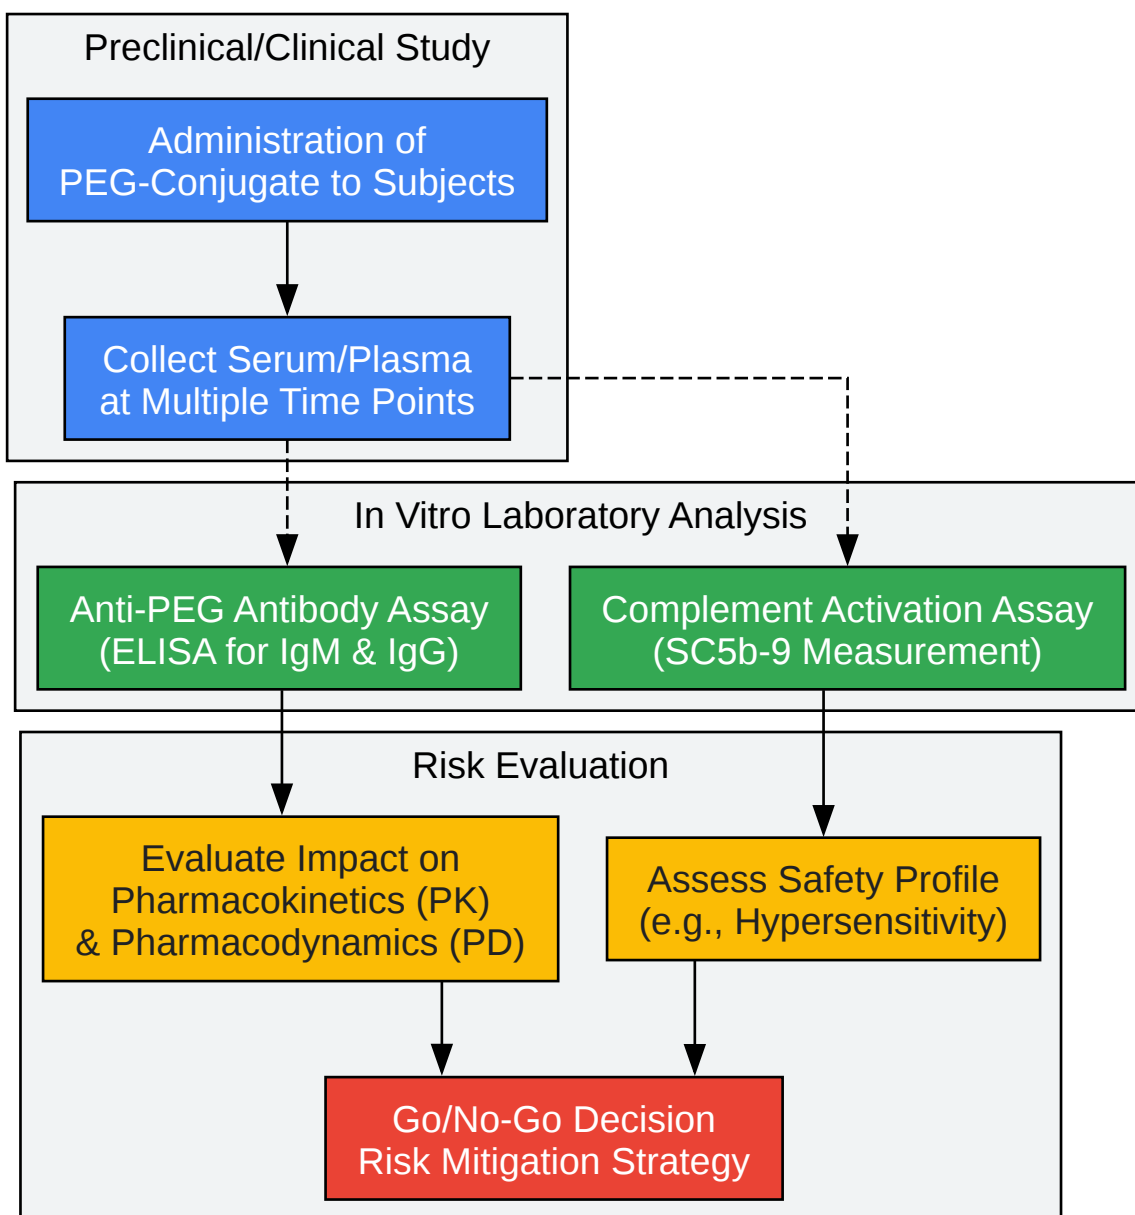 Preclinical/Clinical Study
Administration of
PEG-Conjugate to Subjects
Collect Serum/Plasma
at Multiple Time Points
In Vitro Laboratory Analysis
Anti-PEG Antibody Assay
(ELISA for IgM & IgG)
Complement Activation Assay
(SC5b-9 Measurement)
Risk Evaluation
Evaluate Impact on
Pharmacokinetics (PK)
& Pharmacodynamics (PD)
Assess Safety Profile
(e.g., Hypersensitivity)
Go/No-Go Decision
Risk Mitigation Strategy